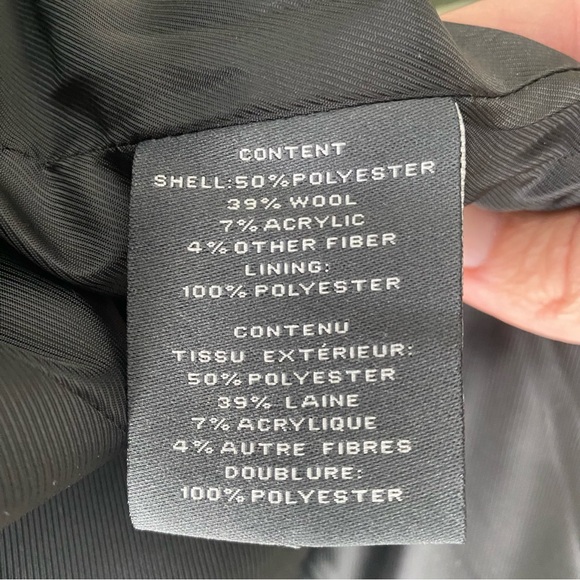 CONTENT
SHELL:50%POLYESTER
39% WOOL
7% ACRYLIC
4% OTHER FIBER
LINING:
100% POLYESTER
CONTENU
TISSU EXTÉRIEUR:
50% POLYESTER
39% LAINE
7% ACRYLIQUE
4% AUTRE FIBRES
DOUBLURE:
100% POLYESTER